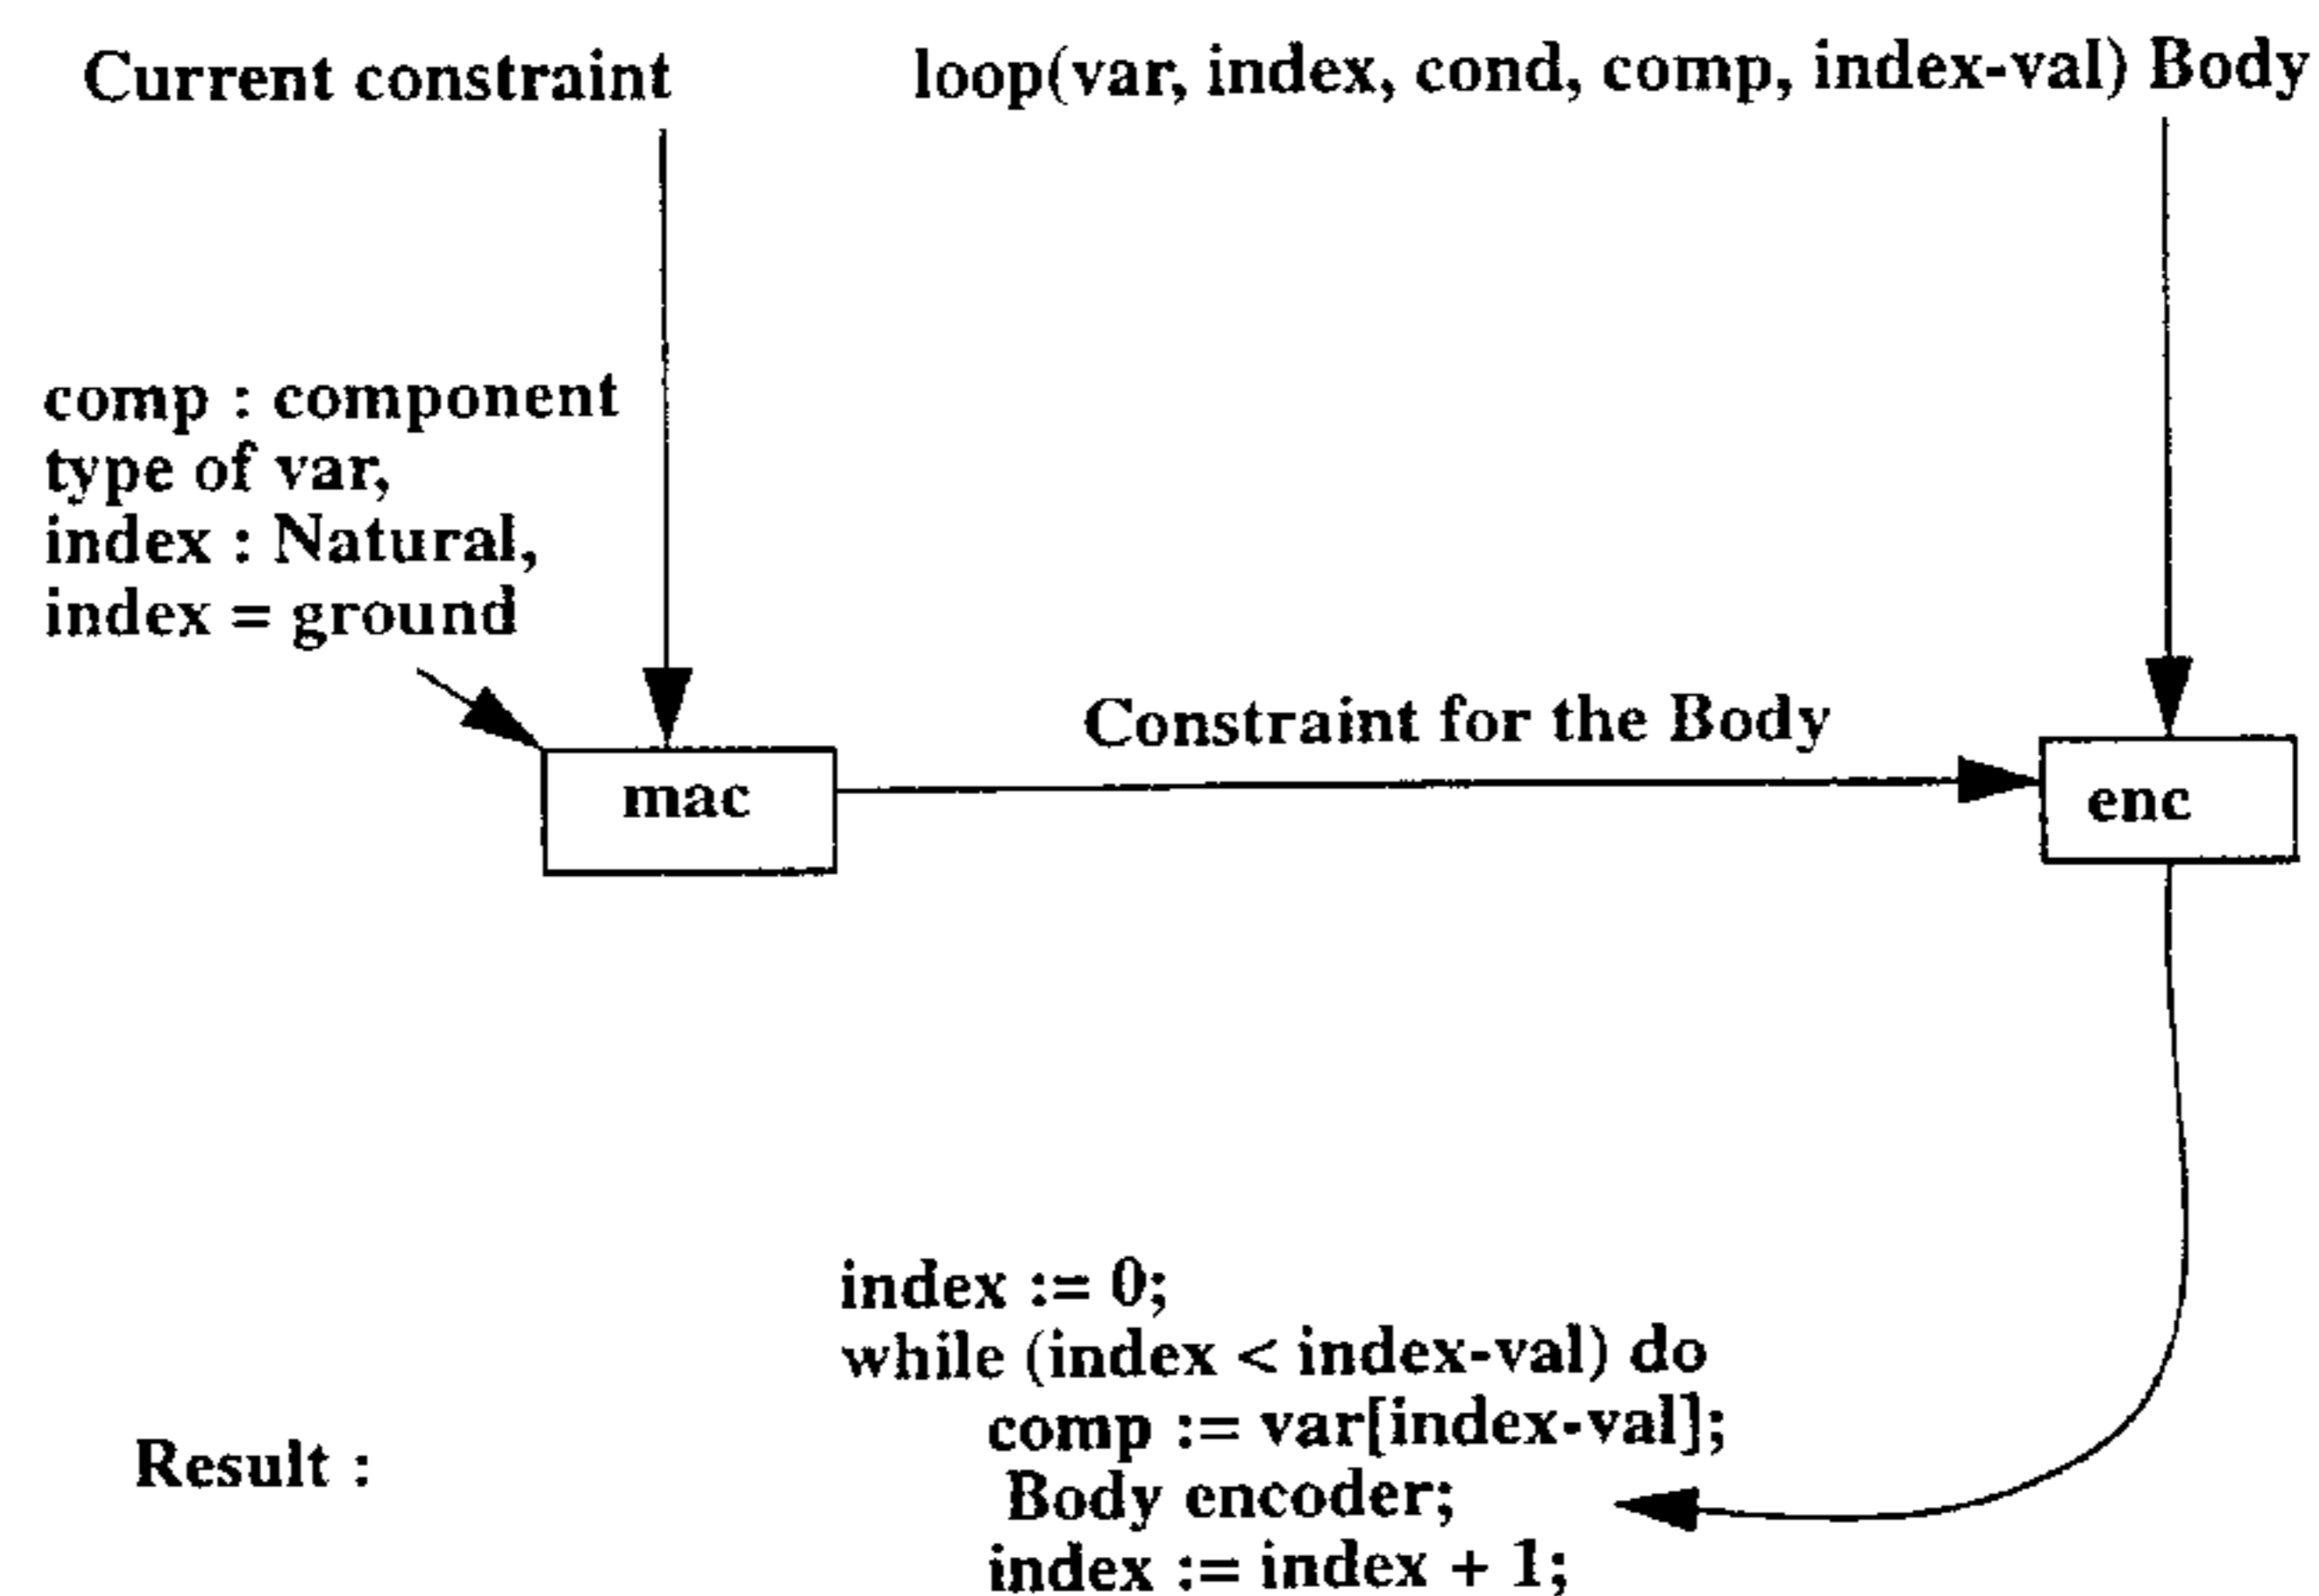 Current constraint
loop(var, index, cond, comp, index-val) Body
comp : component
type of var,
index : Natural,
index = ground
Constraint for the Body
mac
enc
index := 0;
while (index < index-val) do
comp := var[index-val];
Result :
Body encoder;
index := index + 1;